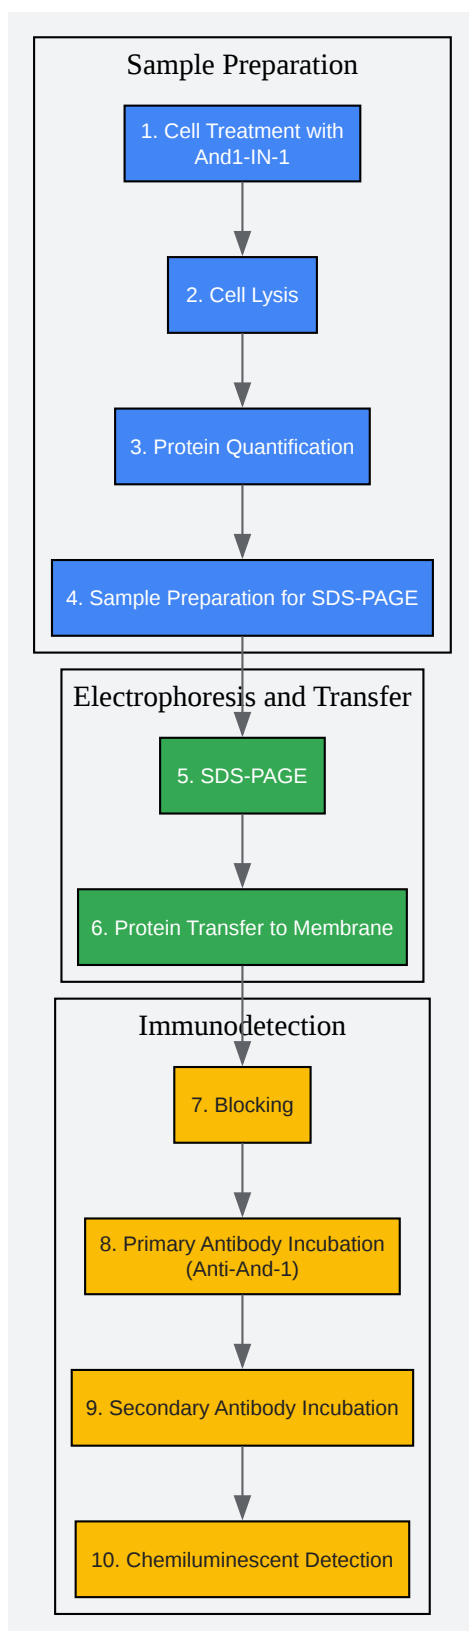 Sample Preparation
1. Cell Treatment with
And1-IN-1
2. Cell Lysis
3. Protein Quantification
4. Sample Preparation for SDS-PAGE
Electrophoresis and Transfer
5. SDS-PAGE
6. Protein Transfer to Membrane
Immunodetection
7. Blocking
8. Primary Antibody Incubation
(Anti-And-1)
9. Secondary Antibody Incubation
10. Chemiluminescent Detection